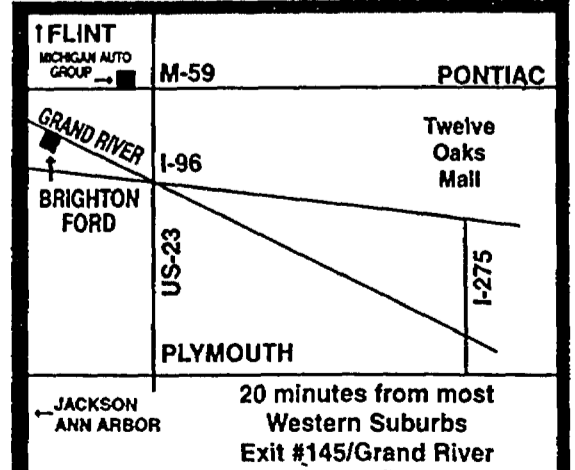 ↑FLINT
MICHIGAN AUTO
GROUP →
M-59
PONTIAC
GRAND RIVER
Twelve
Oaks
Mall
I-96
↑
BRIGHTON
FORD
US-23
I-275
PLYMOUTH
←JACKSON
ANN ARBOR
20 minutes from most
Western Suburbs
Exit #145/Grand River